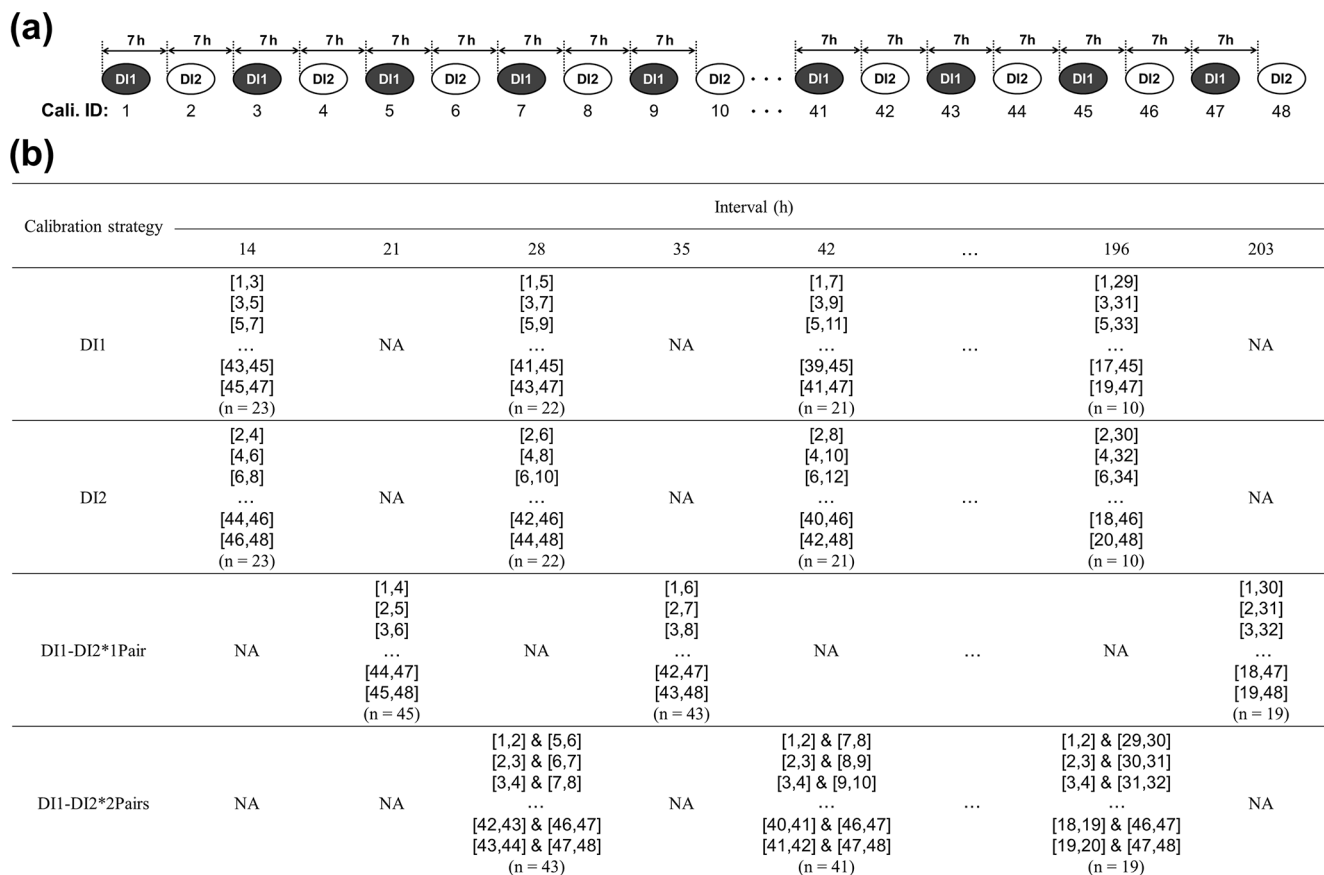 (a)
7 h 7 h 7 h 7 h 7 h 7 h 7 h 7 h 7 h 7h 7h 7h 7h 7h 7h 7h
DI1 DI2 DI1 DI2 DI1 DI2 DI1 DI2 DI1 DI2 · · · DI1 DI2 DI1 DI2 DI1 DI2 DI1 DI2
Cali. ID: 1 2 3 4 5 6 7 8 9 10 · · · 41 42 43 44 45 46 47 48
(b)
Calibration strategy
Interval (h)
14 21 28 35 42 … 196 203
[1,3] [1,5] [1,7] [1,29]
[3,5] [3,7] [3,9] [3,31]
[5,7] [5,9] [5,11] [5,33]
DI1 … NA … NA … … … NA
[43,45] [41,45] [39,45] [17,45]
[45,47] [43,47] [41,47] [19,47]
(n = 23) (n = 22) (n = 21) (n = 10)
[2,4] [2,6] [2,8] [2,30]
[4,6] [4,8] [4,10] [4,32]
[6,8] [6,10] [6,12] [6,34]
DI2 … NA … NA … … … NA
[44,46] [42,46] [40,46] [18,46]
[46,48] [44,48] [42,48] [20,48]
(n = 23) (n = 22) (n = 21) (n = 10)
[1,4] [1,6] [1,30]
[2,5] [2,7] [2,31]
[3,6] [3,8] [3,32]
DI1-DI2*1Pair NA … NA … NA … NA …
[44,47] [42,47] [18,47]
[45,48] [43,48] [19,48]
(n = 45) (n = 43) (n = 19)
[1,2] & [5,6] [1,2] & [7,8] [1,2] & [29,30]
[2,3] & [6,7] [2,3] & [8,9] [2,3] & [30,31]
[3,4] & [7,8] [3,4] & [9,10] [3,4] & [31,32]
DI1-DI2*2Pairs NA NA … NA … … … NA
[42,43] & [46,47] [40,41] & [46,47] [18,19] & [46,47]
[43,44] & [47,48] [41,42] & [47,48] [19,20] & [47,48]
(n = 43) (n = 41) (n = 19)